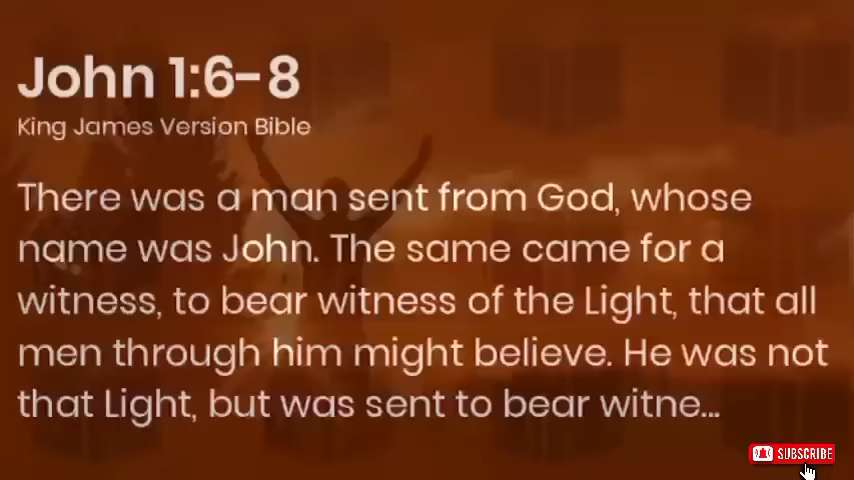 John 1:6-8
King James Version Bible
There was a man sent from God, whose
name was John. The same came for a
witness, to bear witness of the Light, that all
men through him might believe. He was not
that Light, but was sent to bear witne...
SUBSCRIBE